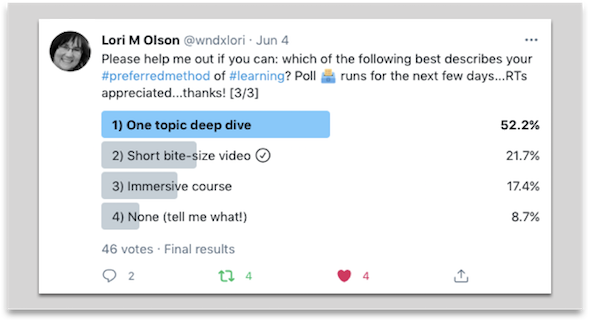 Lori M Olson @wndxlori · Jun 4
Please help me out if you can: which of the following best describes your
#preferredmethod of #learning? Poll 🗳 runs for the next few days...RTs
appreciated...thanks! [3/3]
1) One topic deep dive 52.2%
2) Short bite-size video 21.7%
3) Immersive course 17.4%
4) None (tell me what!) 8.7%
46 votes · Final results
2 4 4